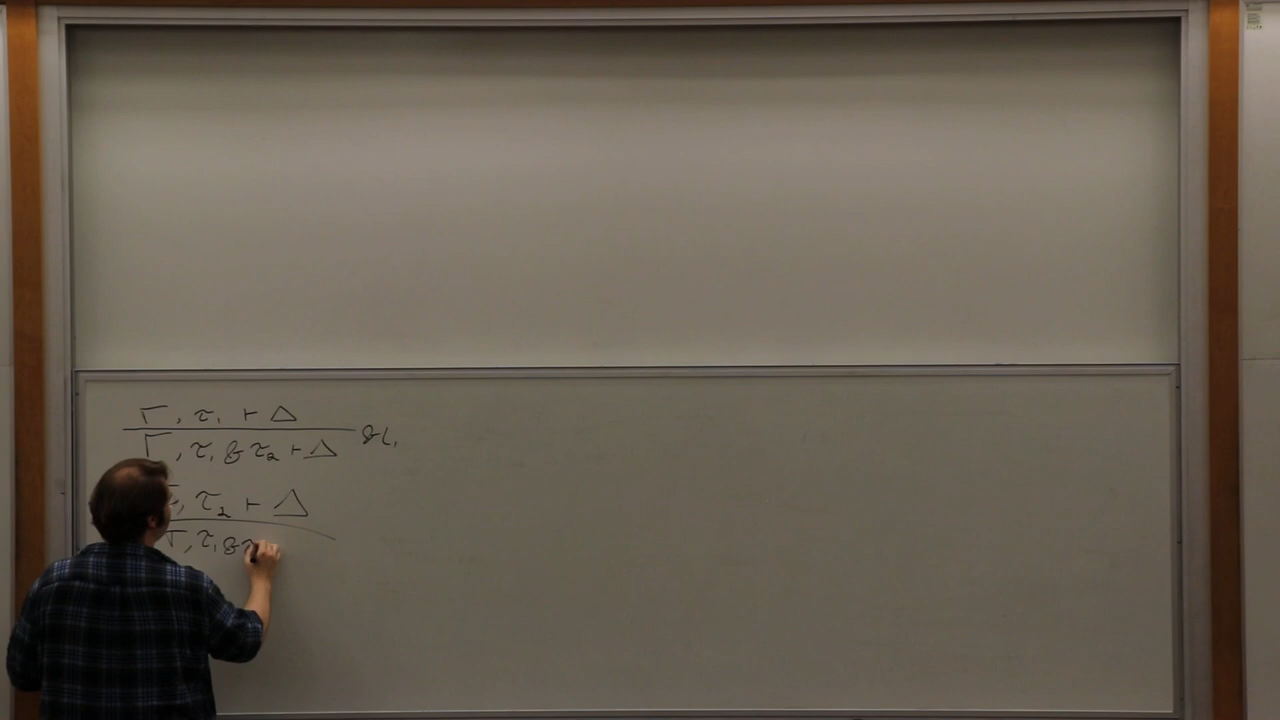 Γ, τ₁ ⊢ Δ
Γ, τ₁ & τ₂ ⊢ Δ &L₁
Γ, τ₂ ⊢ Δ
Γ, τ₁ & τ